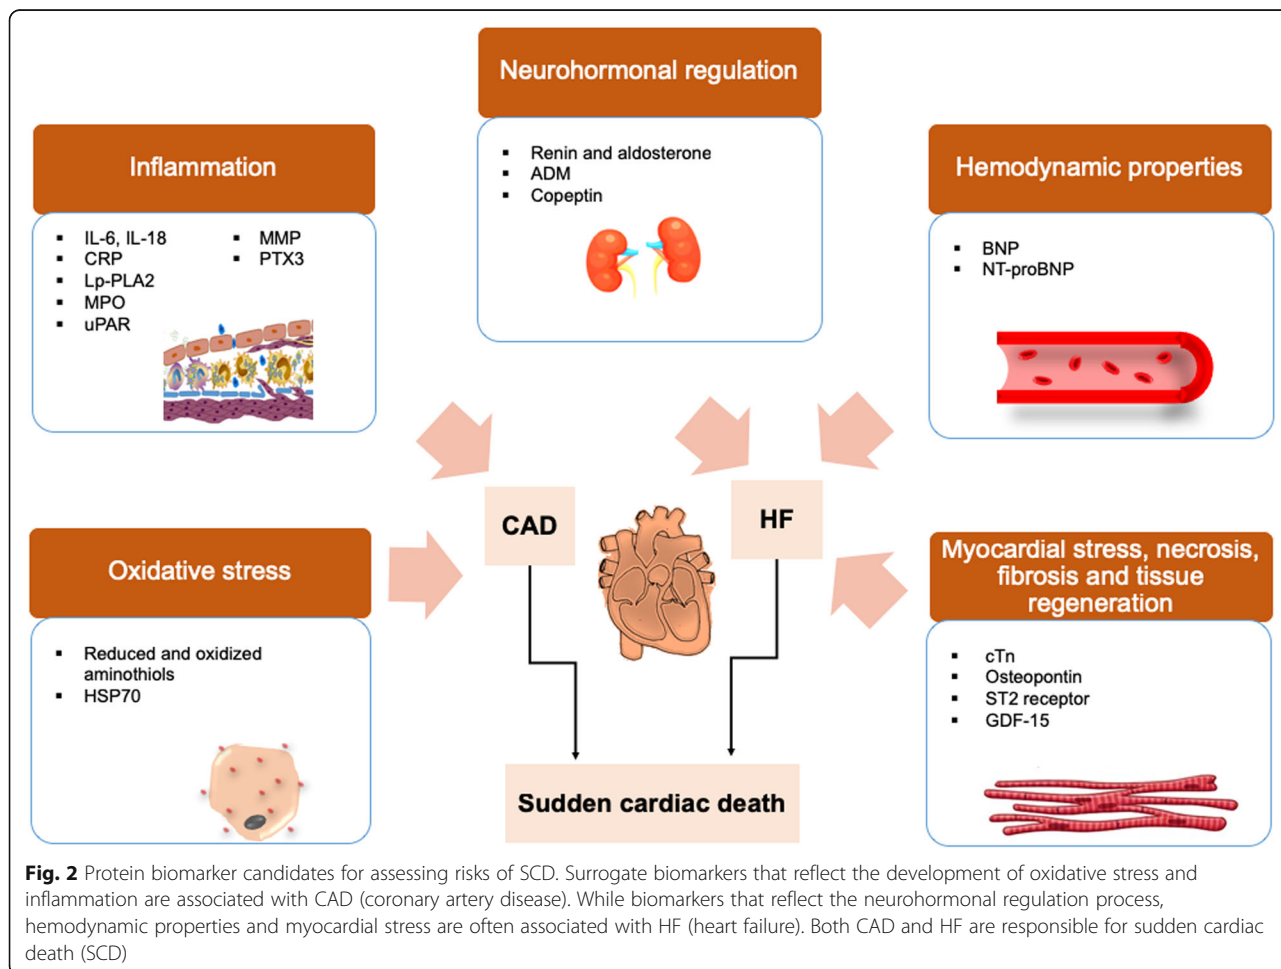 Neurohormonal regulation
▪ Renin and aldosterone
▪ ADM
▪ Copeptin
Inflammation
▪ IL-6, IL-18
▪ CRP
▪ Lp-PLA2
▪ MPO
▪ uPAR
▪ MMP
▪ PTX3
Hemodynamic properties
▪ BNP
▪ NT-proBNP
CAD
HF
Oxidative stress
▪ Reduced and oxidized
aminothiols
▪ HSP70
Myocardial stress, necrosis,
fibrosis and tissue
regeneration
▪ cTn
▪ Osteopontin
▪ ST2 receptor
▪ GDF-15
Sudden cardiac death
Fig. 2 Protein biomarker candidates for assessing risks of SCD. Surrogate biomarkers that reflect the development of oxidative stress and
inflammation are associated with CAD (coronary artery disease). While biomarkers that reflect the neurohormonal regulation process,
hemodynamic properties and myocardial stress are often associated with HF (heart failure). Both CAD and HF are responsible for sudden cardiac
death (SCD)